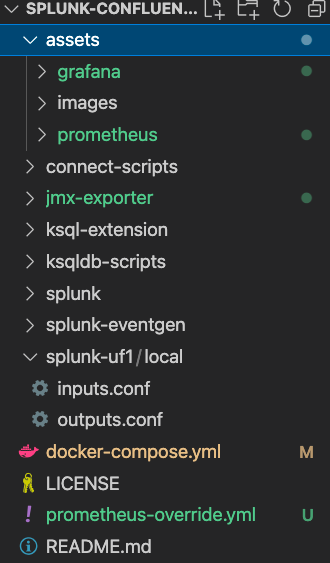 SPLUNK-CONFLUEN...
assets
grafana
images
prometheus
connect-scripts
jmx-exporter
ksql-extension
ksqldb-scripts
splunk
splunk-eventgen
splunk-uf1/local
inputs.conf
outputs.conf
docker-compose.yml M
LICENSE
! prometheus-override.yml U
README.md